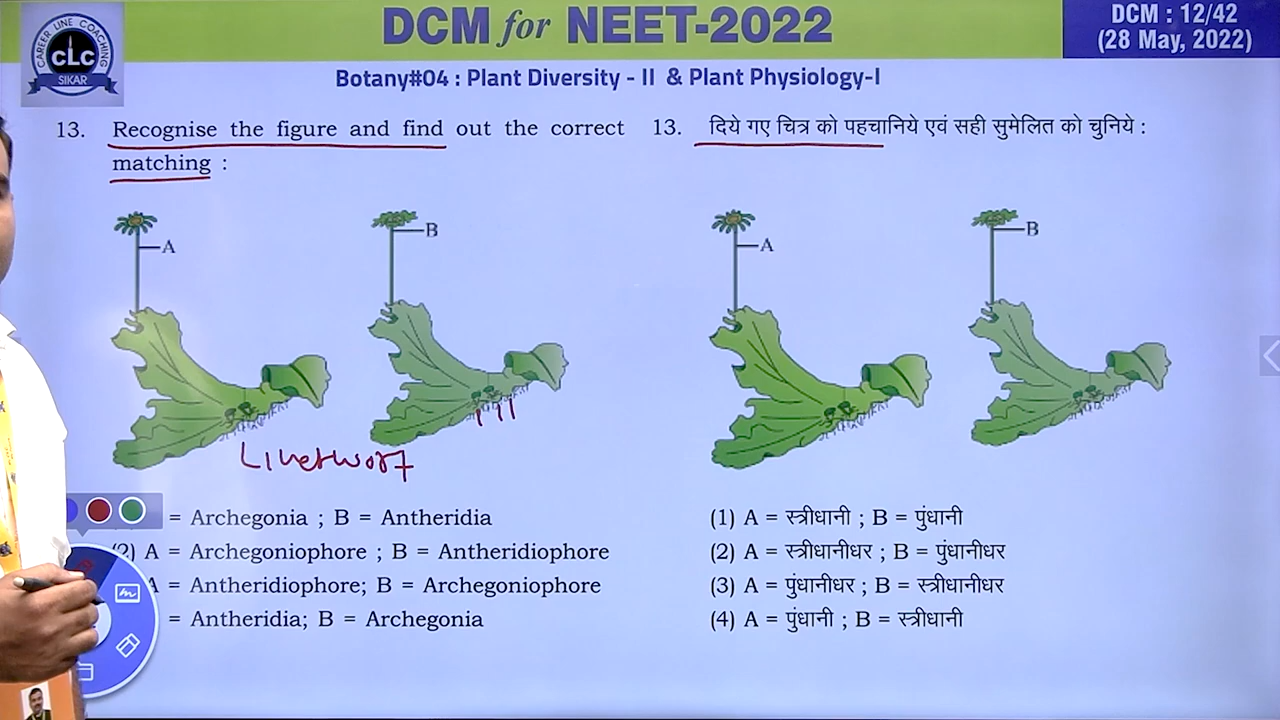 CAREER LINE COACHING
CLC
SIKAR
DCM for NEET-2022
DCM : 12/42
(28 May, 2022)
Botany#04 : Plant Diversity - II & Plant Physiology-I
13. Recognise the figure and find out the correct
matching :
A
B
Liverwort
= Archegonia ; B = Antheridia
(2) A = Archegoniophore ; B = Antheridiophore
A = Antheridiophore; B = Archegoniophore
= Antheridia; B = Archegonia
13. दिये गए चित्र को पहचानिये एवं सही सुमेलित को चुनिये :
A
B
(1) A = स्त्रीधानी ; B = पुंधानी
(2) A = स्त्रीधानीधर ; B = पुंधानीधर
(3) A = पुंधानीधर ; B = स्त्रीधानीधर
(4) A = पुंधानी ; B = स्त्रीधानी